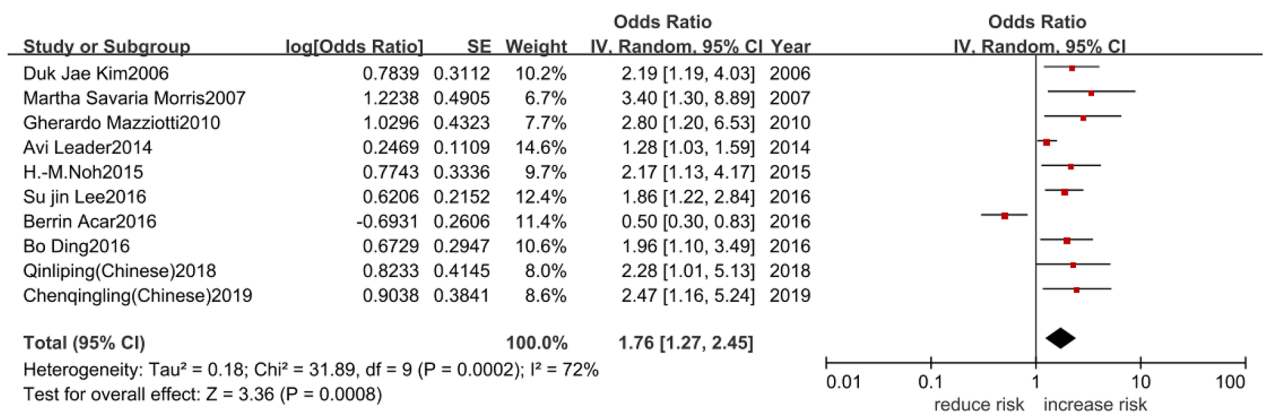 Odds Ratio Odds Ratio
Study or Subgroup log[Odds Ratio] SE Weight IV, Random, 95% CI Year IV, Random, 95% CI
Duk Jae Kim2006 0.7839 0.3112 10.2% 2.19 [1.19, 4.03] 2006
Martha Savaria Morris2007 1.2238 0.4905 6.7% 3.40 [1.30, 8.89] 2007
Gherardo Mazziotti2010 1.0296 0.4323 7.7% 2.80 [1.20, 6.53] 2010
Avi Leader2014 0.2469 0.1109 14.6% 1.28 [1.03, 1.59] 2014
H.-M.Noh2015 0.7743 0.3336 9.7% 2.17 [1.13, 4.17] 2015
Su jin Lee2016 0.6206 0.2152 12.4% 1.86 [1.22, 2.84] 2016
Berrin Acar2016 -0.6931 0.2606 11.4% 0.50 [0.30, 0.83] 2016
Bo Ding2016 0.6729 0.2947 10.6% 1.96 [1.10, 3.49] 2016
Qinliping(Chinese)2018 0.8233 0.4145 8.0% 2.28 [1.01, 5.13] 2018
Chenqingling(Chinese)2019 0.9038 0.3841 8.6% 2.47 [1.16, 5.24] 2019
Total (95% CI) 100.0% 1.76 [1.27, 2.45]
Heterogeneity: Tau² = 0.18; Chi² = 31.89, df = 9 (P = 0.0002); I² = 72%
Test for overall effect: Z = 3.36 (P = 0.0008)
0.01 0.1 1 10 100
reduce risk increase risk